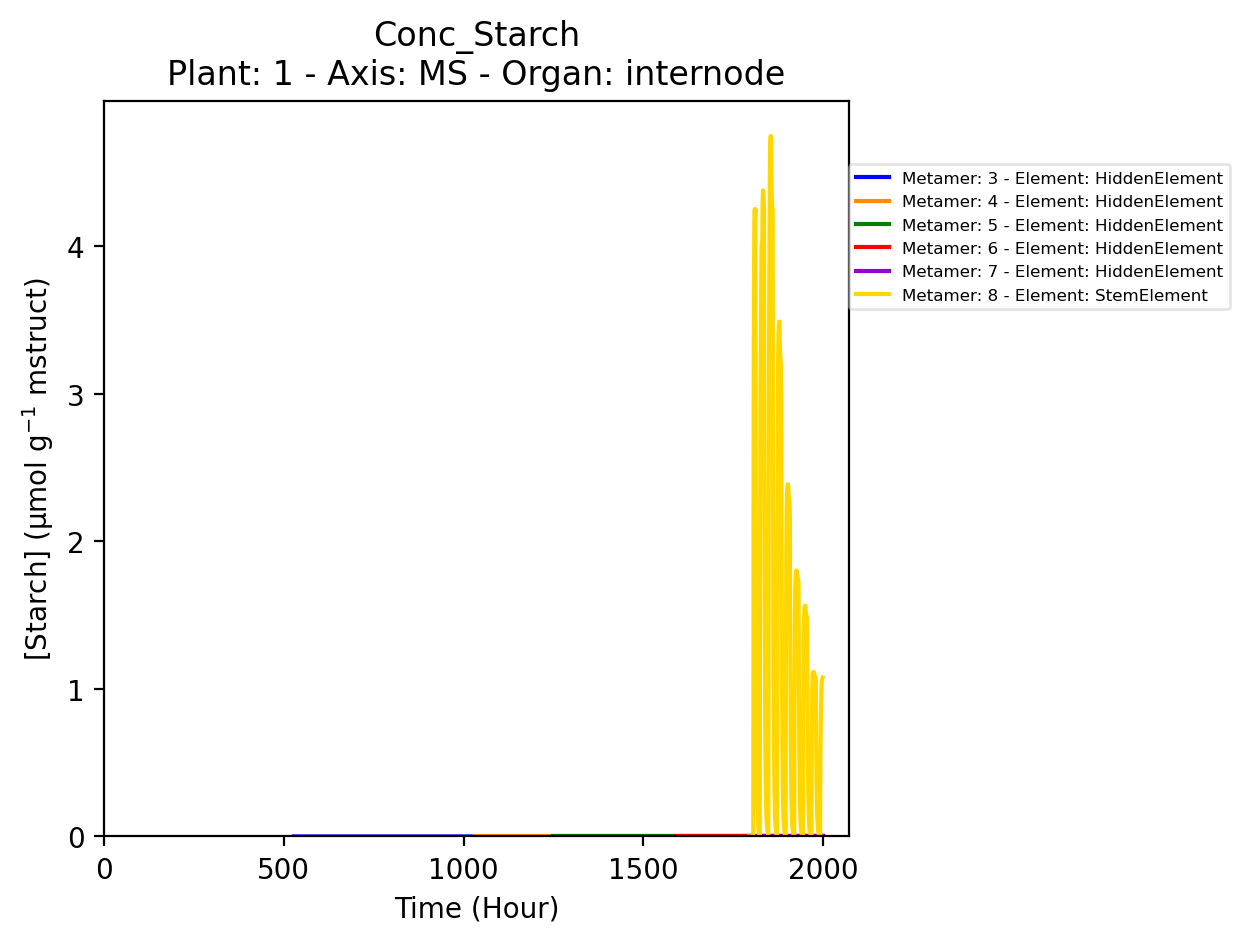 Conc_Starch
Plant: 1 - Axis: MS - Organ: internode
[Starch] (µmol g⁻¹ mstruct)
4
3
2
1
0
0 500 1000 1500 2000
Time (Hour)
Metamer: 3 - Element: HiddenElement
Metamer: 4 - Element: HiddenElement
Metamer: 5 - Element: HiddenElement
Metamer: 6 - Element: HiddenElement
Metamer: 7 - Element: HiddenElement
Metamer: 8 - Element: StemElement